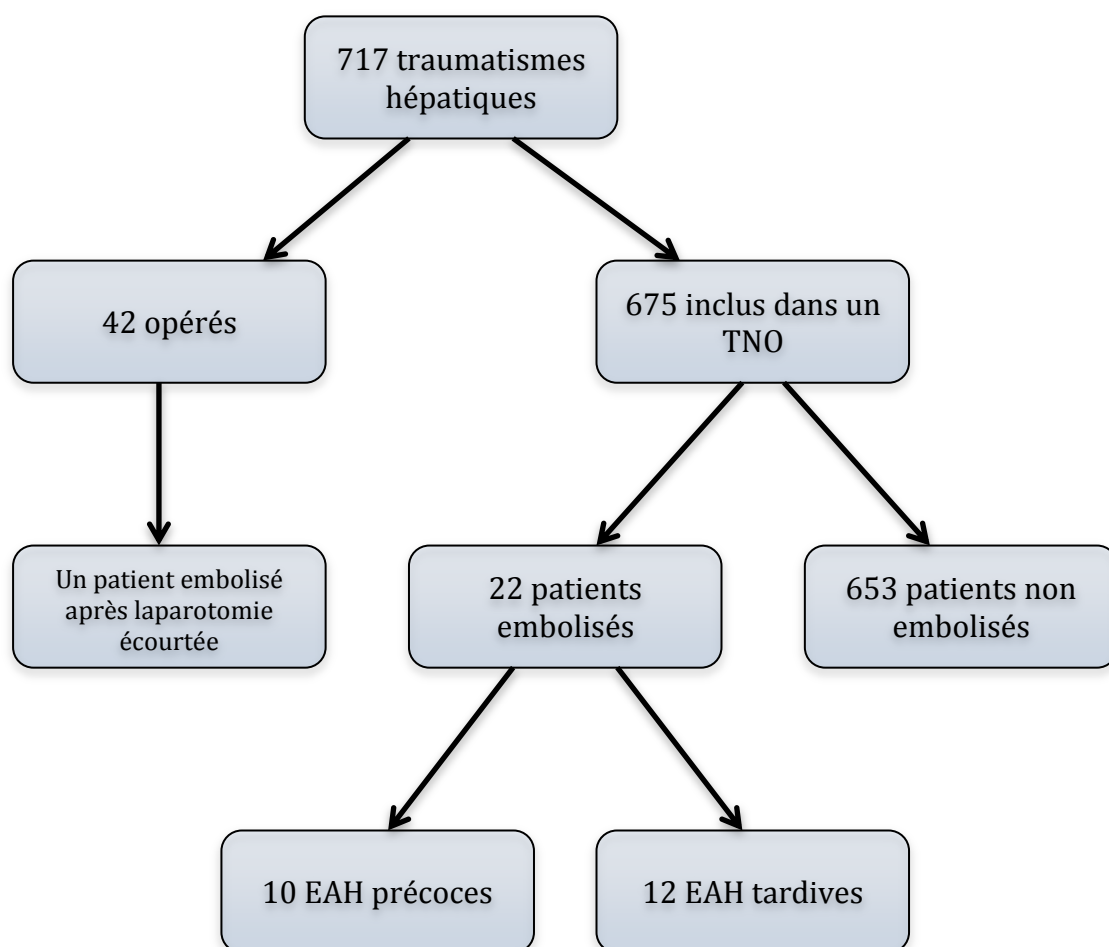 717 traumatismes
hépatiques
42 opérés
675 inclus dans un
TNO
Un patient embolisé
après laparotomie
écourtée
22 patients
embolisés
653 patients non
embolisés
10 EAH précoces
12 EAH tardives